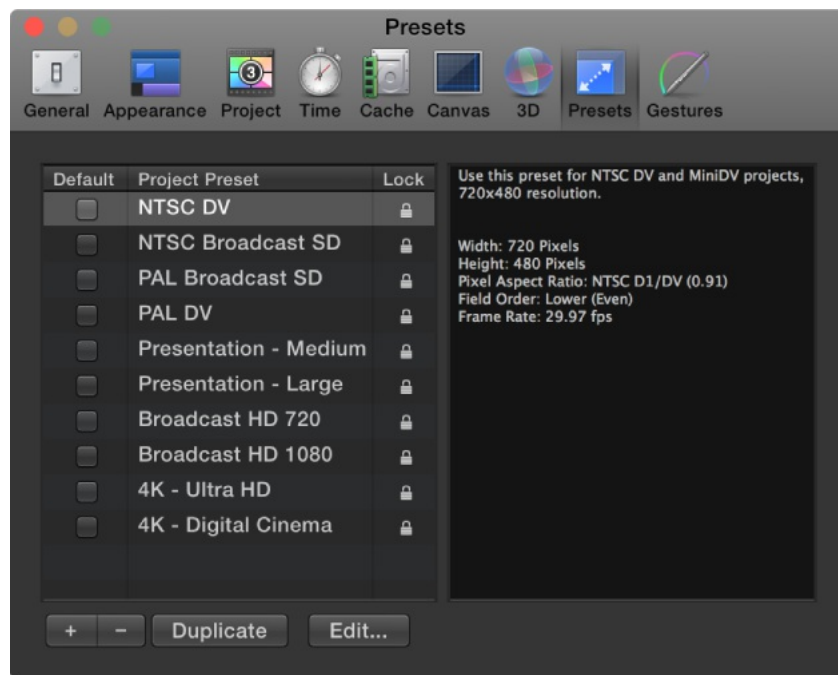 Presets
3
General Appearance Project Time Cache Canvas 3D Presets Gestures
Default Project Preset Lock
NTSC DV
NTSC Broadcast SD
PAL Broadcast SD
PAL DV
Presentation - Medium
Presentation - Large
Broadcast HD 720
Broadcast HD 1080
4K - Ultra HD
4K - Digital Cinema
Use this preset for NTSC DV and MiniDV projects,
720x480 resolution.
Width: 720 Pixels
Height: 480 Pixels
Pixel Aspect Ratio: NTSC D1/DV (0.91)
Field Order: Lower (Even)
Frame Rate: 29.97 fps
+ − Duplicate Edit...